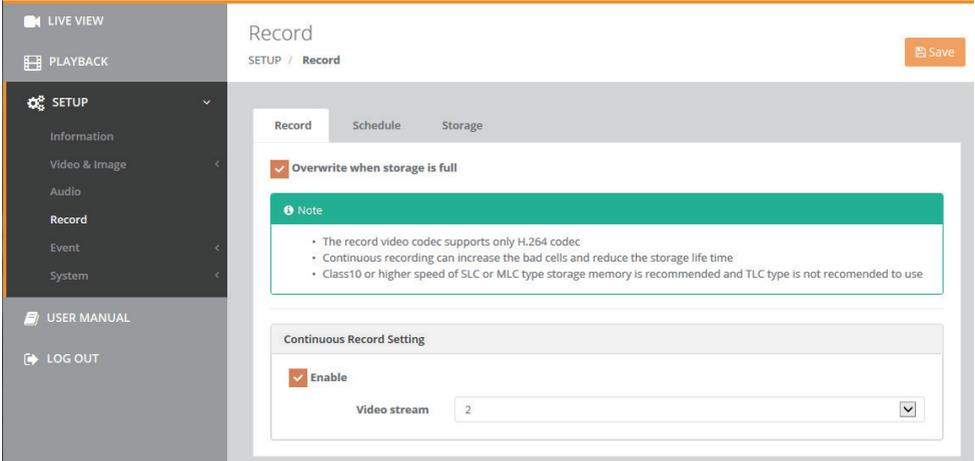 LIVE VIEW
PLAYBACK
SETUP
Information
Video & Image
Audio
Record
Event
System
USER MANUAL
LOG OUT
Record
SETUP / Record
Save
Record
Schedule
Storage
Overwrite when storage is full
Note
• The record video codec supports only H.264 codec
• Continuous recording can increase the bad cells and reduce the storage life time
• Class10 or higher speed of SLC or MLC type storage memory is recommended and TLC type is not recomended to use
Continuous Record Setting
Enable
Video stream
2